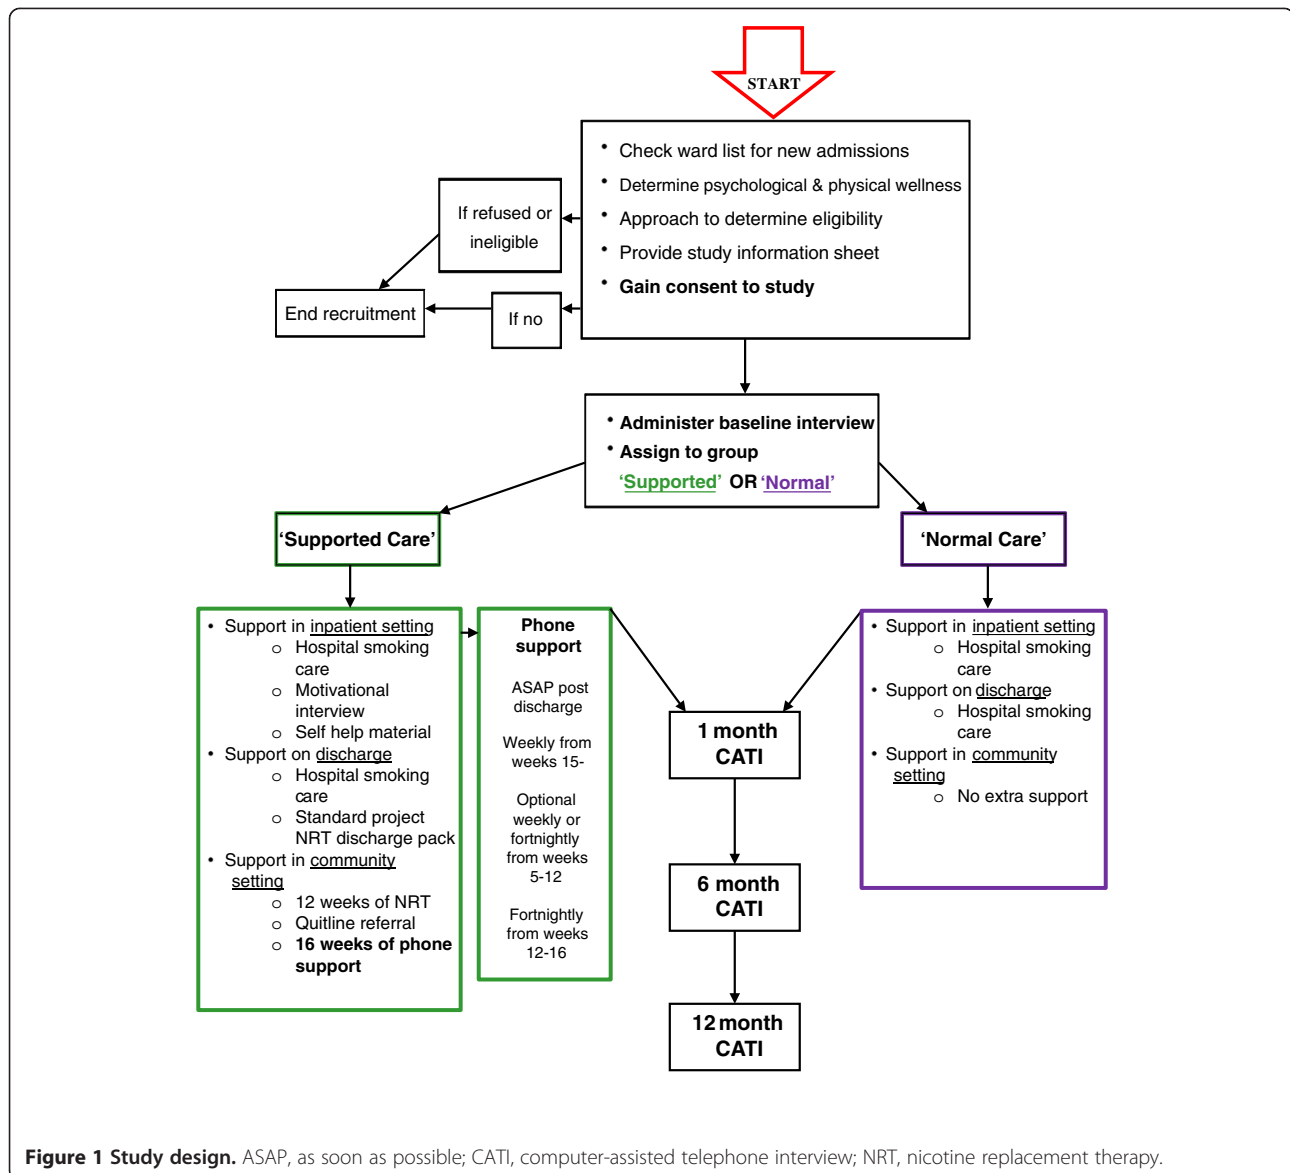 START
• Check ward list for new admissions
• Determine psychological & physical wellness
• Approach to determine eligibility
• Provide study information sheet
• Gain consent to study
If refused or
ineligible
End recruitment
If no
• Administer baseline interview
• Assign to group
‘Supported’ OR ‘Normal’
‘Supported Care’
‘Normal Care’
• Support in inpatient setting
o Hospital smoking
care
o Motivational
interview
o Self help material
• Support on discharge
o Hospital smoking
care
o Standard project
NRT discharge pack
• Support in community
setting
o 12 weeks of NRT
o Quitline referral
o 16 weeks of phone
support
Phone
support
ASAP post
discharge
Weekly from
weeks 15-
Optional
weekly or
fortnightly
from weeks
5-12
Fortnightly
from weeks
12-16
1 month
CATI
6 month
CATI
12 month
CATI
• Support in inpatient setting
o Hospital smoking
care
• Support on discharge
o Hospital smoking
care
• Support in community
setting
o No extra support
Figure 1 Study design. ASAP, as soon as possible; CATI, computer-assisted telephone interview; NRT, nicotine replacement therapy.